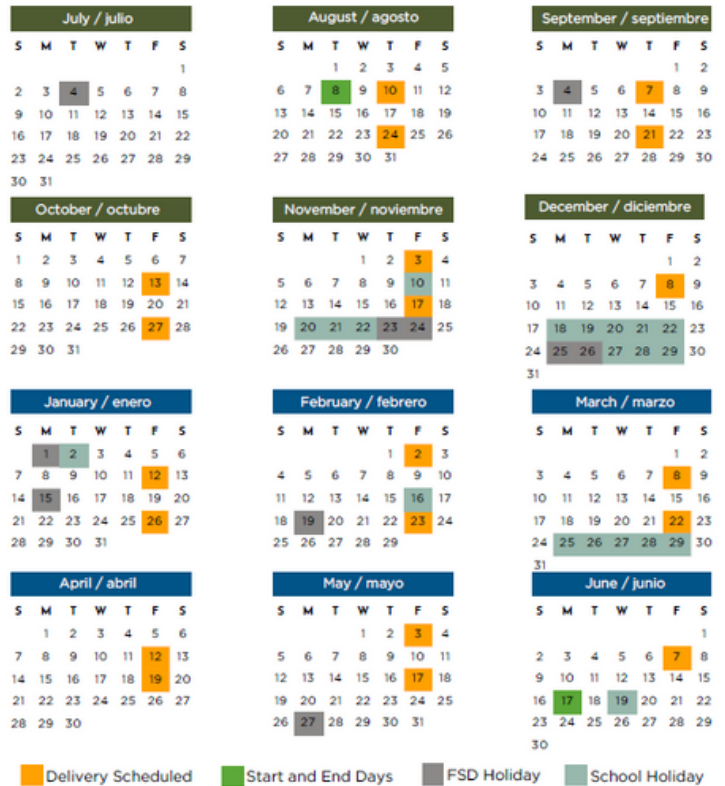 July / julio
S M T W T F S
1
2 3 4 5 6 7 8
9 10 11 12 13 14 15
16 17 18 19 20 21 22
23 24 25 26 27 28 29
30 31
August / agosto
S M T W T F S
1 2 3 4 5
6 7 8 9 10 11 12
13 14 15 16 17 18 19
20 21 22 23 24 25 26
27 28 29 30 31
September / septiembre
S M T W T F S
1 2
3 4 5 6 7 8 9
10 11 12 13 14 15 16
17 18 19 20 21 22 23
24 25 26 27 28 29 30
October / octubre
S M T W T F S
1 2 3 4 5 6 7
8 9 10 11 12 13 14
15 16 17 18 19 20 21
22 23 24 25 26 27 28
29 30 31
November / noviembre
S M T W T F S
1 2 3 4
5 6 7 8 9 10 11
12 13 14 15 16 17 18
19 20 21 22 23 24 25
26 27 28 29 30
December / diciembre
S M T W T F S
1 2
3 4 5 6 7 8 9
10 11 12 13 14 15 16
17 18 19 20 21 22 23
24 25 26 27 28 29 30
31
January / enero
S M T W T F S
1 2 3 4 5 6
7 8 9 10 11 12 13
14 15 16 17 18 19 20
21 22 23 24 25 26 27
28 29 30 31
February / febrero
S M T W T F S
1 2 3
4 5 6 7 8 9 10
11 12 13 14 15 16 17
18 19 20 21 22 23 24
25 26 27 28 29
March / marzo
S M T W T F S
1 2
3 4 5 6 7 8 9
10 11 12 13 14 15 16
17 18 19 20 21 22 23
24 25 26 27 28 29 30
31
April / abril
S M T W T F S
1 2 3 4 5 6
7 8 9 10 11 12 13
14 15 16 17 18 19 20
21 22 23 24 25 26 27
28 29 30
May / mayo
S M T W T F S
1 2 3 4
5 6 7 8 9 10 11
12 13 14 15 16 17 18
19 20 21 22 23 24 25
26 27 28 29 30 31
June / junio
S M T W T F S
1
2 3 4 5 6 7 8
9 10 11 12 13 14 15
16 17 18 19 20 21 22
23 24 25 26 27 28 29
30
Delivery Scheduled Start and End Days FSD Holiday School Holiday